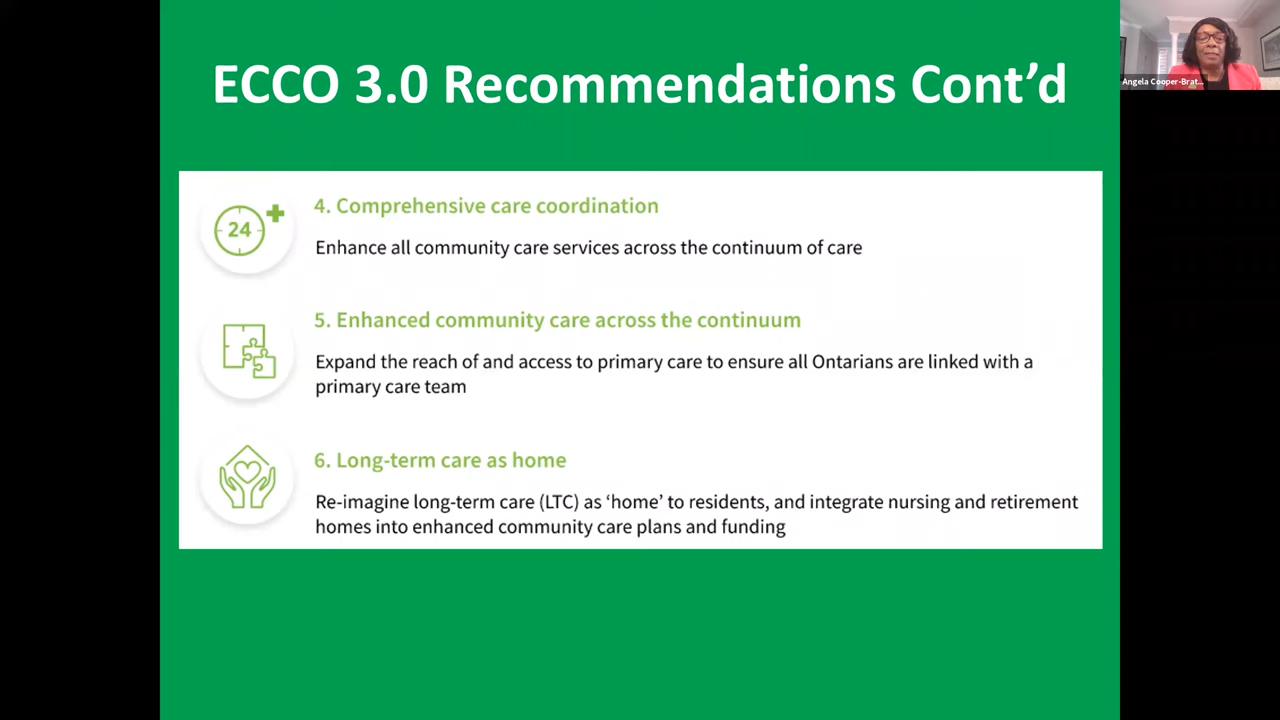 ECCO 3.0 Recommendations Cont’d
Angela Cooper-Brat...
24
4. Comprehensive care coordination
Enhance all community care services across the continuum of care
5. Enhanced community care across the continuum
Expand the reach of and access to primary care to ensure all Ontarians are linked with a
primary care team
6. Long-term care as home
Re-imagine long-term care (LTC) as ‘home’ to residents, and integrate nursing and retirement
homes into enhanced community care plans and funding